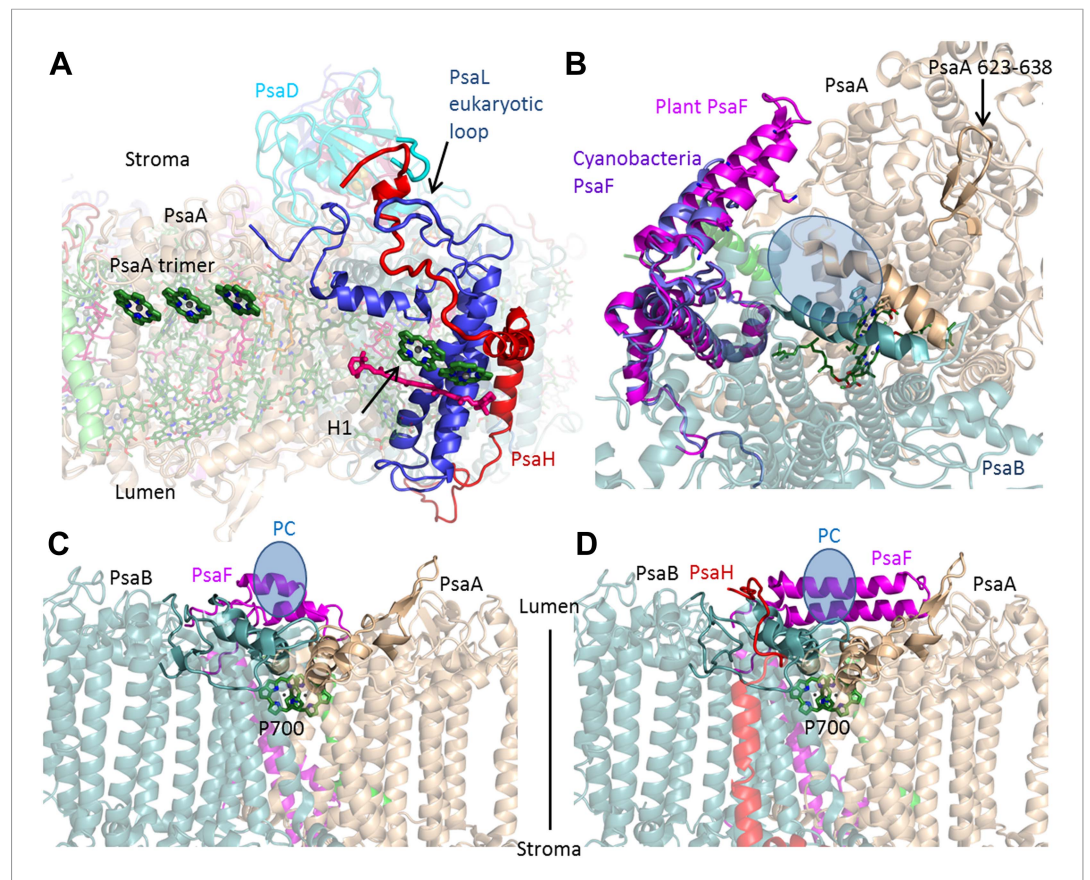 A
PsaD
PsaL
eukaryotic
loop
Stroma
PsaA
PsaA trimer
H1
PsaH
Lumen
B
PsaA
PsaA 623-638
Plant PsaF
Cyanobacteria
PsaF
PsaB
C
PC
PsaB
PsaF
PsaA
P700
Lumen
Stroma
D
PC
PsaB
PsaH
PsaF
PsaA
P700